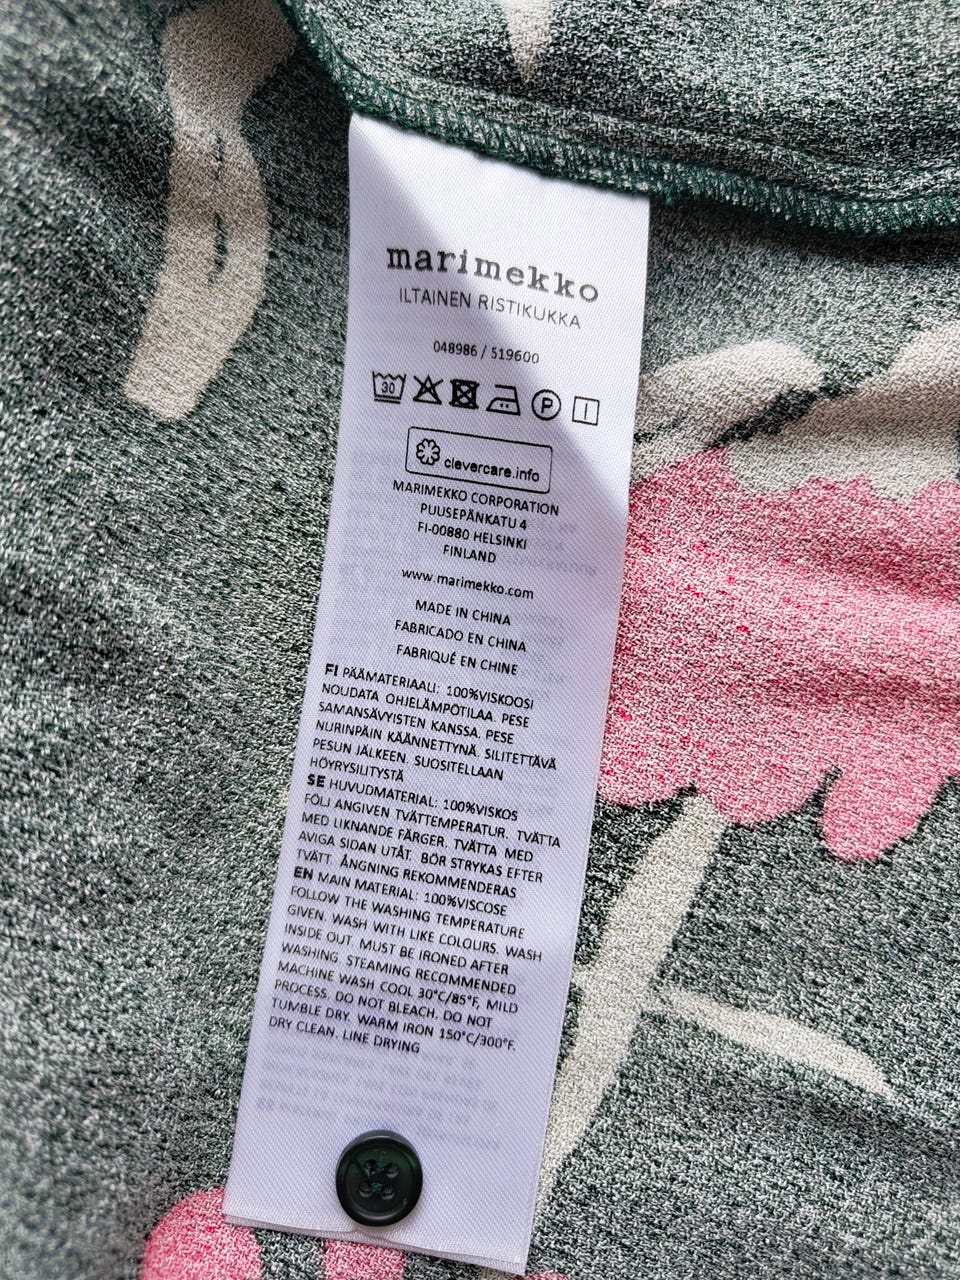 marimekko
ILTAINEN RISTIKUKKA
048986 / 519600
30 P
clevercare.info
MARIMEKKO CORPORATION
PUUSEPÄNKATU 4
FI-00880 HELSINKI
FINLAND
www.marimekko.com
MADE IN CHINA
FABRICADO EN CHINA
FABRIQUÉ EN CHINE
FI PÄÄMATERIAALI: 100%VISKOOSI
NOUDATA OHJELÄMPÖTILAA. PESE
SAMANSÄVYISTEN KANSSA. PESE
NURINPÄIN KÄÄNNETTYNÄ. SILITETTÄVÄ
PESUN JÄLKEEN. SUOSITELLAAN
HÖYRYSILITYSTÄ
SE HUVUDMATERIAL: 100%VISKOS
FÖLJ ANGIVEN TVÄTTEMPERATUR. TVÄTTA
MED LIKNANDE FÄRGER. TVÄTTA MED
AVIGA SIDAN UTÅT. BÖR STRYKAS EFTER
TVÄTT. ÅNGNING REKOMMENDERAS
EN MAIN MATERIAL: 100%VISCOSE
FOLLOW THE WASHING TEMPERATURE
GIVEN. WASH WITH LIKE COLOURS. WASH
INSIDE OUT. MUST BE IRONED AFTER
WASHING. STEAMING RECOMMENDED
MACHINE WASH COOL 30°C/85°F, MILD
PROCESS. DO NOT BLEACH. DO NOT
TUMBLE DRY. WARM IRON 150°C/300°F.
DRY CLEAN. LINE DRYING